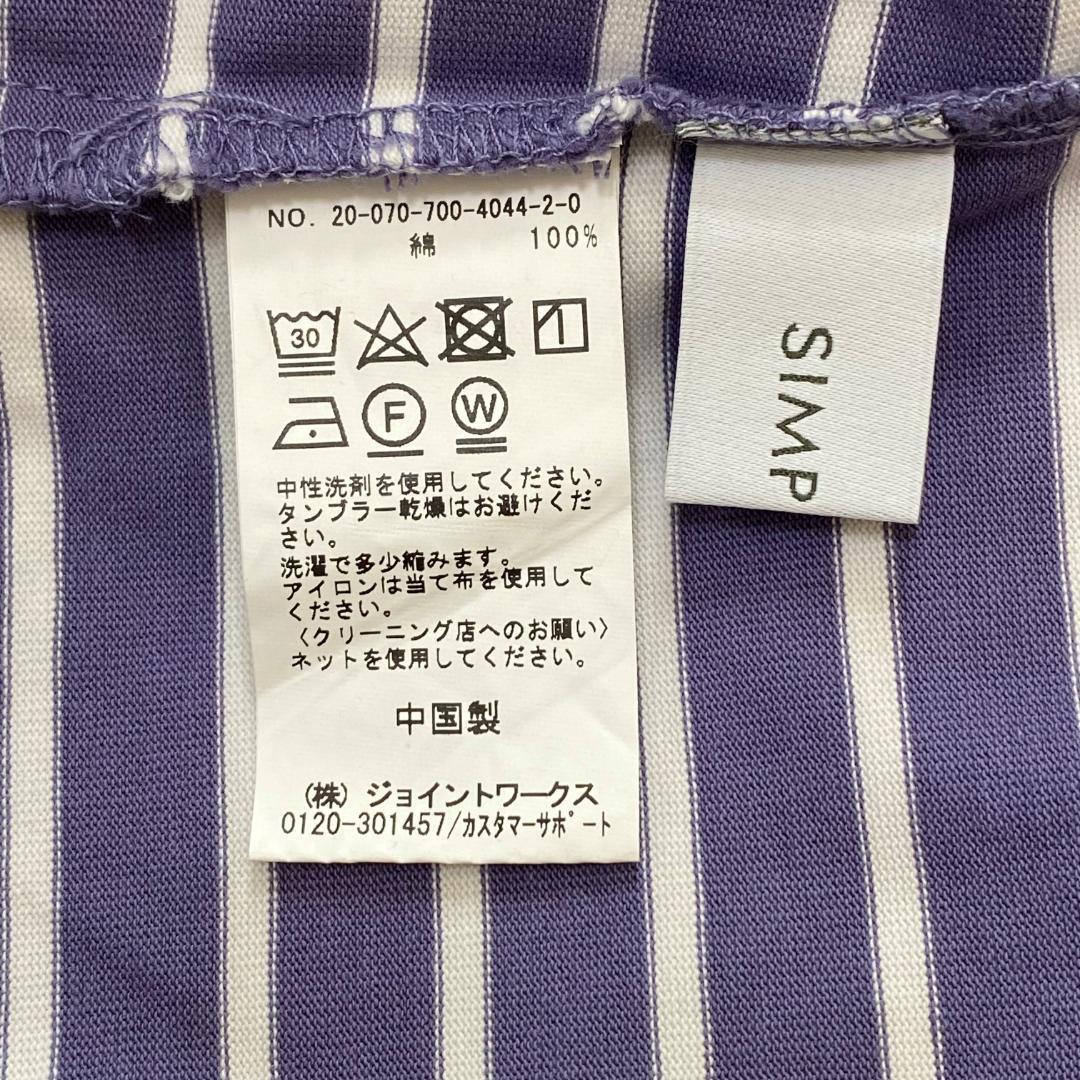 NO. 20-070-700-4044-2-0
綿 100%
30
F W
中性洗剤を使用してください。
タンブラー乾燥はお避けくだ
さい。
洗濯で多少縮みます。
アイロンは当て布を使用して
ください。
〈クリーニング店へのお願い〉
ネットを使用してください。
中国製
(株) ジョイントワークス
0120-301457/ｶｽﾀﾏｰｻﾎﾟｰﾄ
SIMP